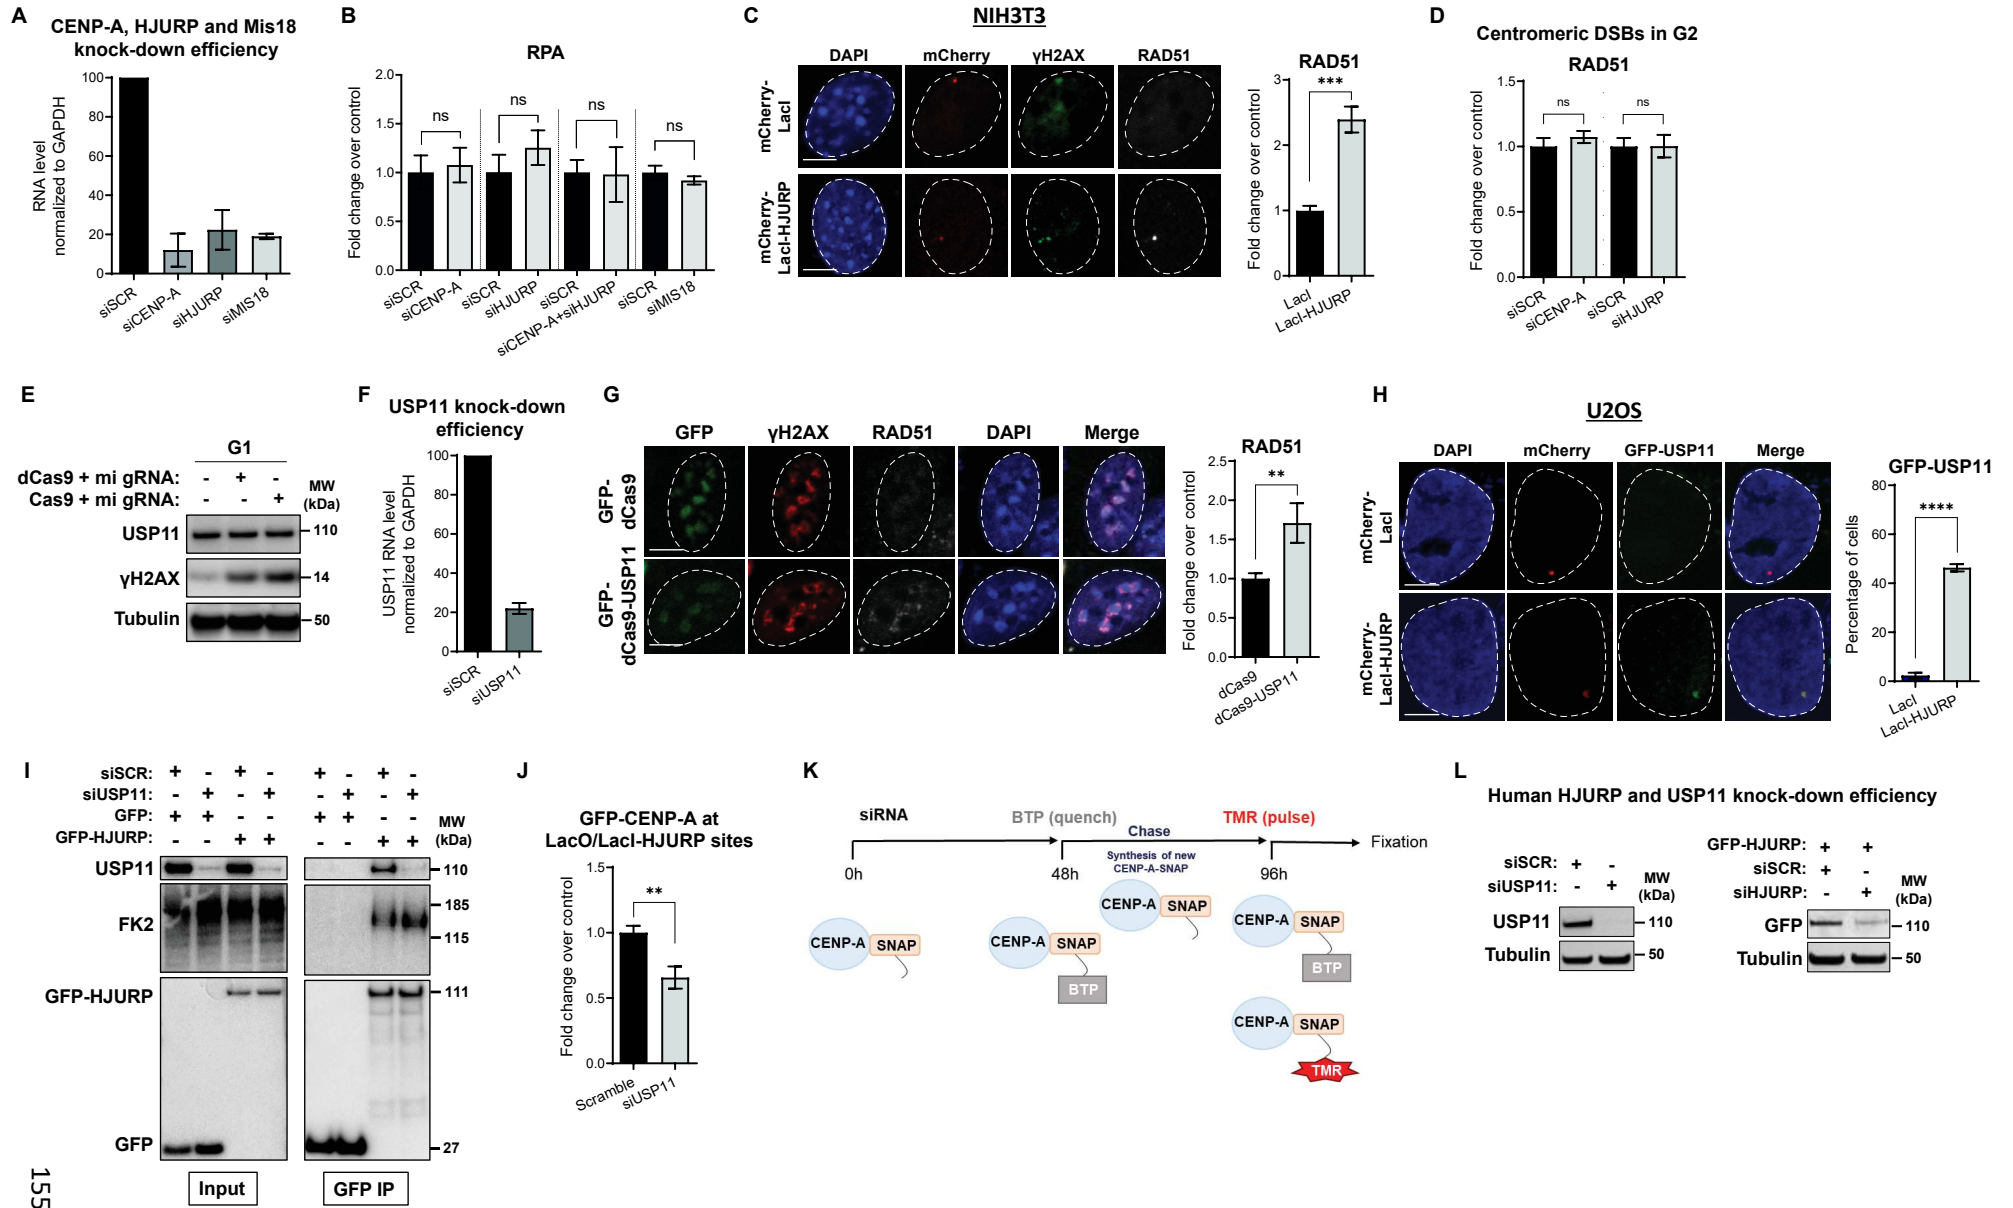 A
CENP-A, HJURP and Mis18
knock-down efficiency
RNA level
normalized to GAPDH
100
80
60
40
20
0
siSCR
siCENP-A
siHJURP
siMIS18
B
RPA
Fold change over control
2.0
1.5
1.0
0.5
0.0
ns
ns
ns
ns
siSCR
siCENP-A
siSCR
siHJURP
siSCR
siCENP-A+siHJURP
siSCR
siMIS18
C
NIH3T3
DAPI
mCherry
γH2AX
RAD51
mCherry-
LacI
mCherry-
LacI-HJURP
RAD51
Fold change over control
3
2
1
0
***
LacI
LacI-HJURP
D
Centromeric DSBs in G2
RAD51
Fold change over control
1.5
1.0
0.5
0.0
ns
ns
siSCR
siCENP-A
siSCR
siHJURP
E
G1
dCas9 + mi gRNA: - + -
Cas9 + mi gRNA: - - +
MW
(kDa)
USP11
110
γH2AX
14
Tubulin
50
F
USP11 knock-down
efficiency
USP11 RNA level
normalized to GAPDH
100
80
60
40
20
0
siSCR
siUSP11
G
GFP
γH2AX
RAD51
DAPI
Merge
GFP-
dCas9
GFP-
dCas9-USP11
RAD51
Fold change over control
2.5
2.0
1.5
1.0
0.5
0.0
**
dCas9
dCas9-USP11
H
U2OS
DAPI
mCherry
GFP-USP11
Merge
mCherry-
LacI
mCherry-
LacI-HJURP
GFP-USP11
Percentage of cells
80
60
40
20
0
****
LacI
LacI-HJURP
I
siSCR: + - + - + - + -
siUSP11: - + - + - + - +
GFP: + + - - + + - -
GFP-HJURP: - - + + - - + +
MW
(kDa)
USP11
110
FK2
185
115
GFP-HJURP
111
GFP
27
Input
GFP IP
J
GFP-CENP-A at
LacO/LacI-HJURP sites
Fold change over control
1.5
1.0
0.5
0.0
**
Scramble
siUSP11
K
siRNA
BTP (quench)
TMR (pulse)
Chase
Fixation
Synthesis of new
CENP-A-SNAP
0h
48h
96h
CENP-A SNAP
CENP-A SNAP
BTP
CENP-A SNAP
CENP-A SNAP
BTP
CENP-A SNAP
TMR
L
Human HJURP and USP11 knock-down efficiency
siSCR: + -
siUSP11: - +
MW
(kDa)
USP11
110
Tubulin
50
GFP-HJURP: + +
siSCR: + -
siHJURP: - +
MW
(kDa)
GFP
110
Tubulin
50
155